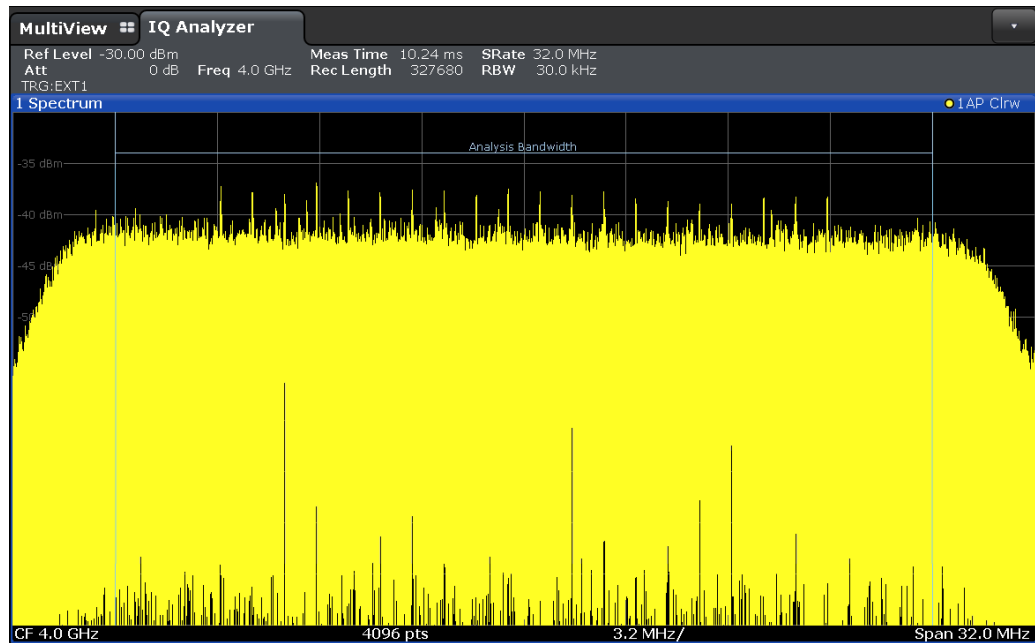 MultiView IQ Analyzer
Ref Level -30.00 dBm Meas Time 10.24 ms SRate 32.0 MHz
Att 0 dB Freq 4.0 GHz Rec Length 327680 RBW 30.0 kHz
TRG:EXT1
1 Spectrum 1AP Clrw
Analysis Bandwidth
-35 dBm
-40 dBm
CF 4.0 GHz 4096 pts 3.2 MHz/ Span 32.0 MHz